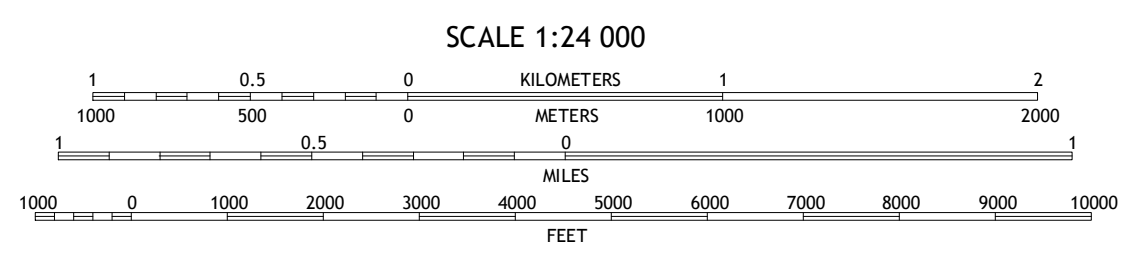 SCALE 1:24 000
1 0.5 0 KILOMETERS 1 2
1000 500 0 METERS 1000 2000
1 0.5 0 1
MILES
1000 0 1000 2000 3000 4000 5000 6000 7000 8000 9000 10000
FEET